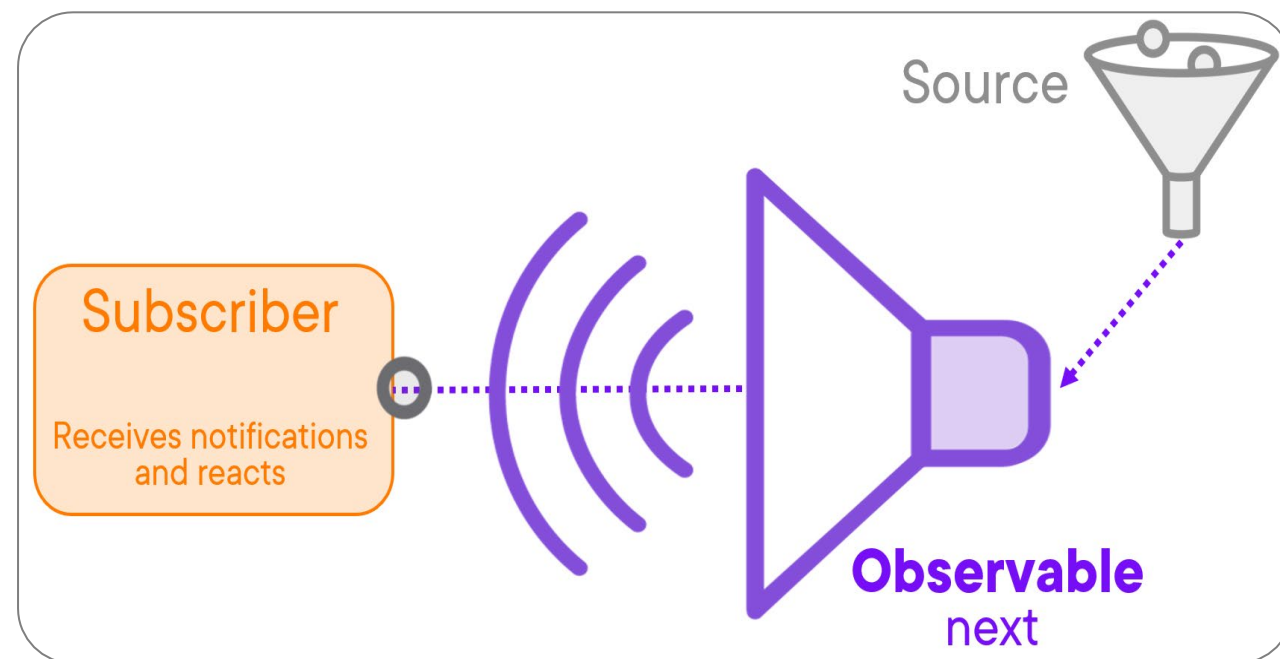 Source
Subscriber
Receives notifications
and reacts
Observable
next